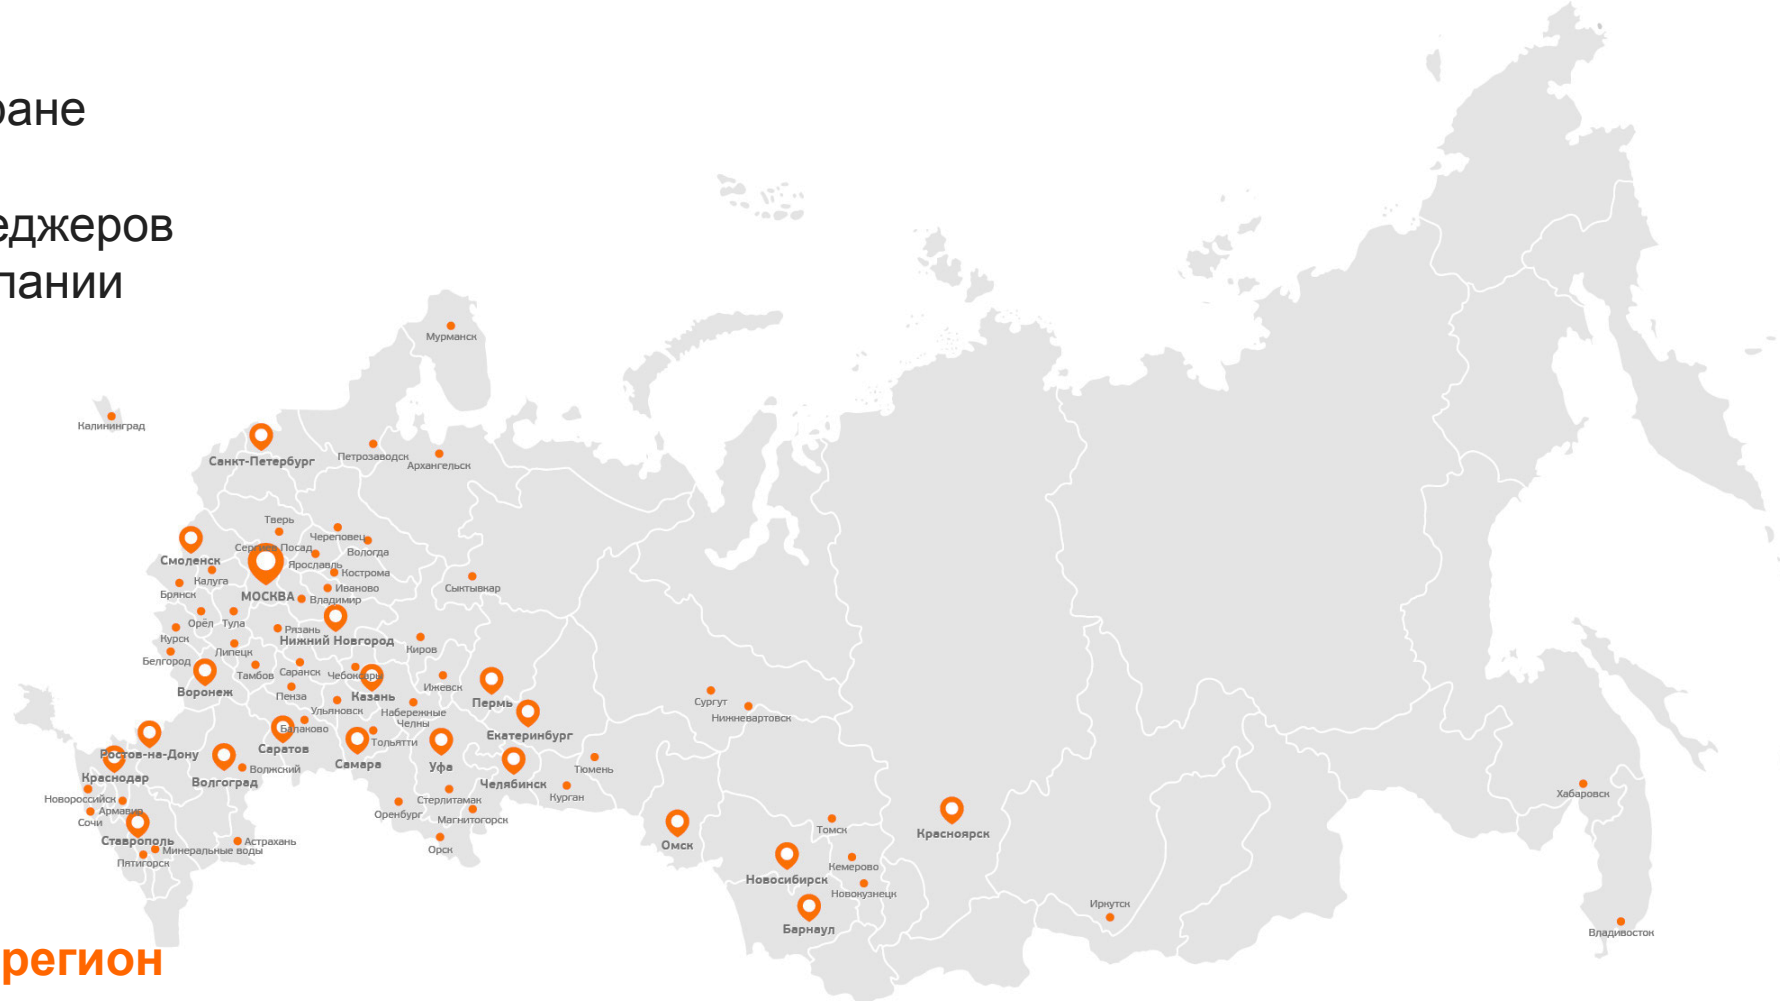 ране
еджеров
пании
Мурманск
Калининград
Санкт-Петербург
Петрозаводск
Архангельск
Тверь
Череповец
Сергиев Посад
Вологда
Смоленск
Ярославль
Кострома
Калуга
Иваново
Сыктывкар
Брянск
МОСКВА
Владимир
Орёл
Тула
Рязань
Курск
Нижний Новгород
Киров
Липецк
Белгород
Тамбов
Саранск
Чебоксары
Ижевск
Воронеж
Пенза
Казань
Пермь
Сургут
Ульяновск
Набережные
Челны
Нижневартовск
Балаково
Екатеринбург
Тольятти
Ростов-на-Дону
Саратов
Самара
Уфа
Тюмень
Краснодар
Волгоград
Волжский
Челябинск
Курган
Хабаровск
Новороссийск
Армавир
Стерлитамак
Сочи
Оренбург
Магнитогорск
Томск
Красноярск
Ставрополь
Астрахань
Орск
Омск
Минеральные воды
Пятигорск
Кемерово
Новосибирск
Новокузнецк
Иркутск
Барнаул
Владивосток
регион